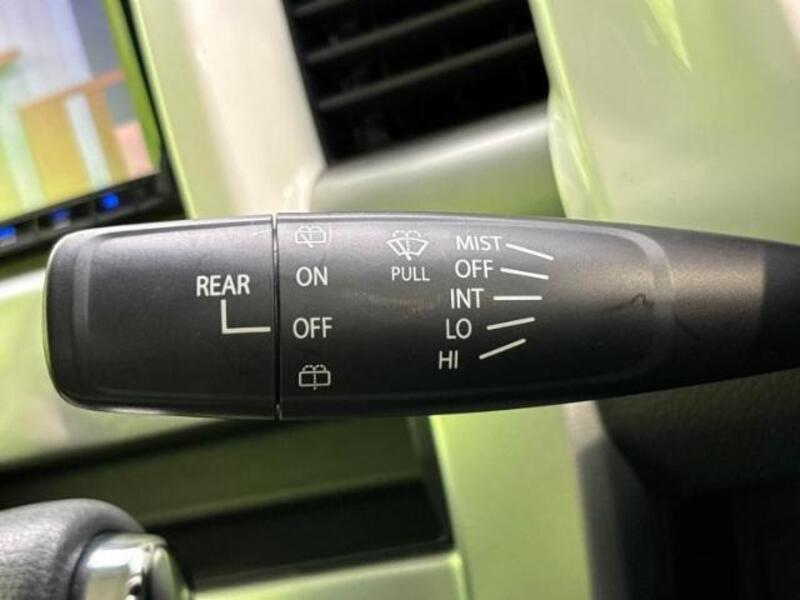 REAR
ON
OFF
PULL
MIST
OFF
INT
LO
HI